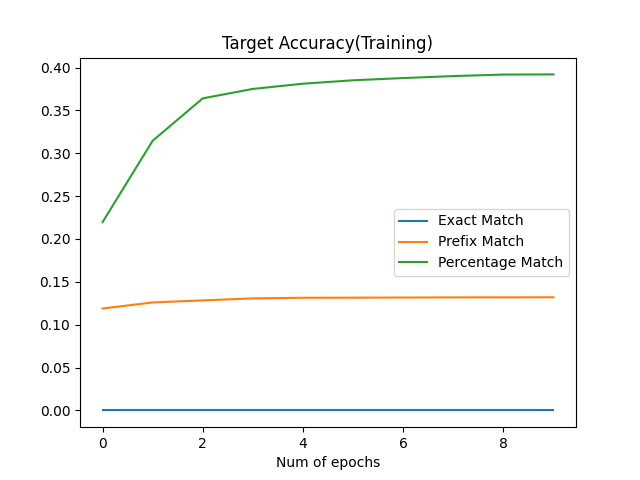 Target Accuracy(Training)
0.40
0.35
0.30
0.25
0.20
0.15
0.10
0.05
0.00
Exact Match
Prefix Match
Percentage Match
0 2 4 6 8
Num of epochs